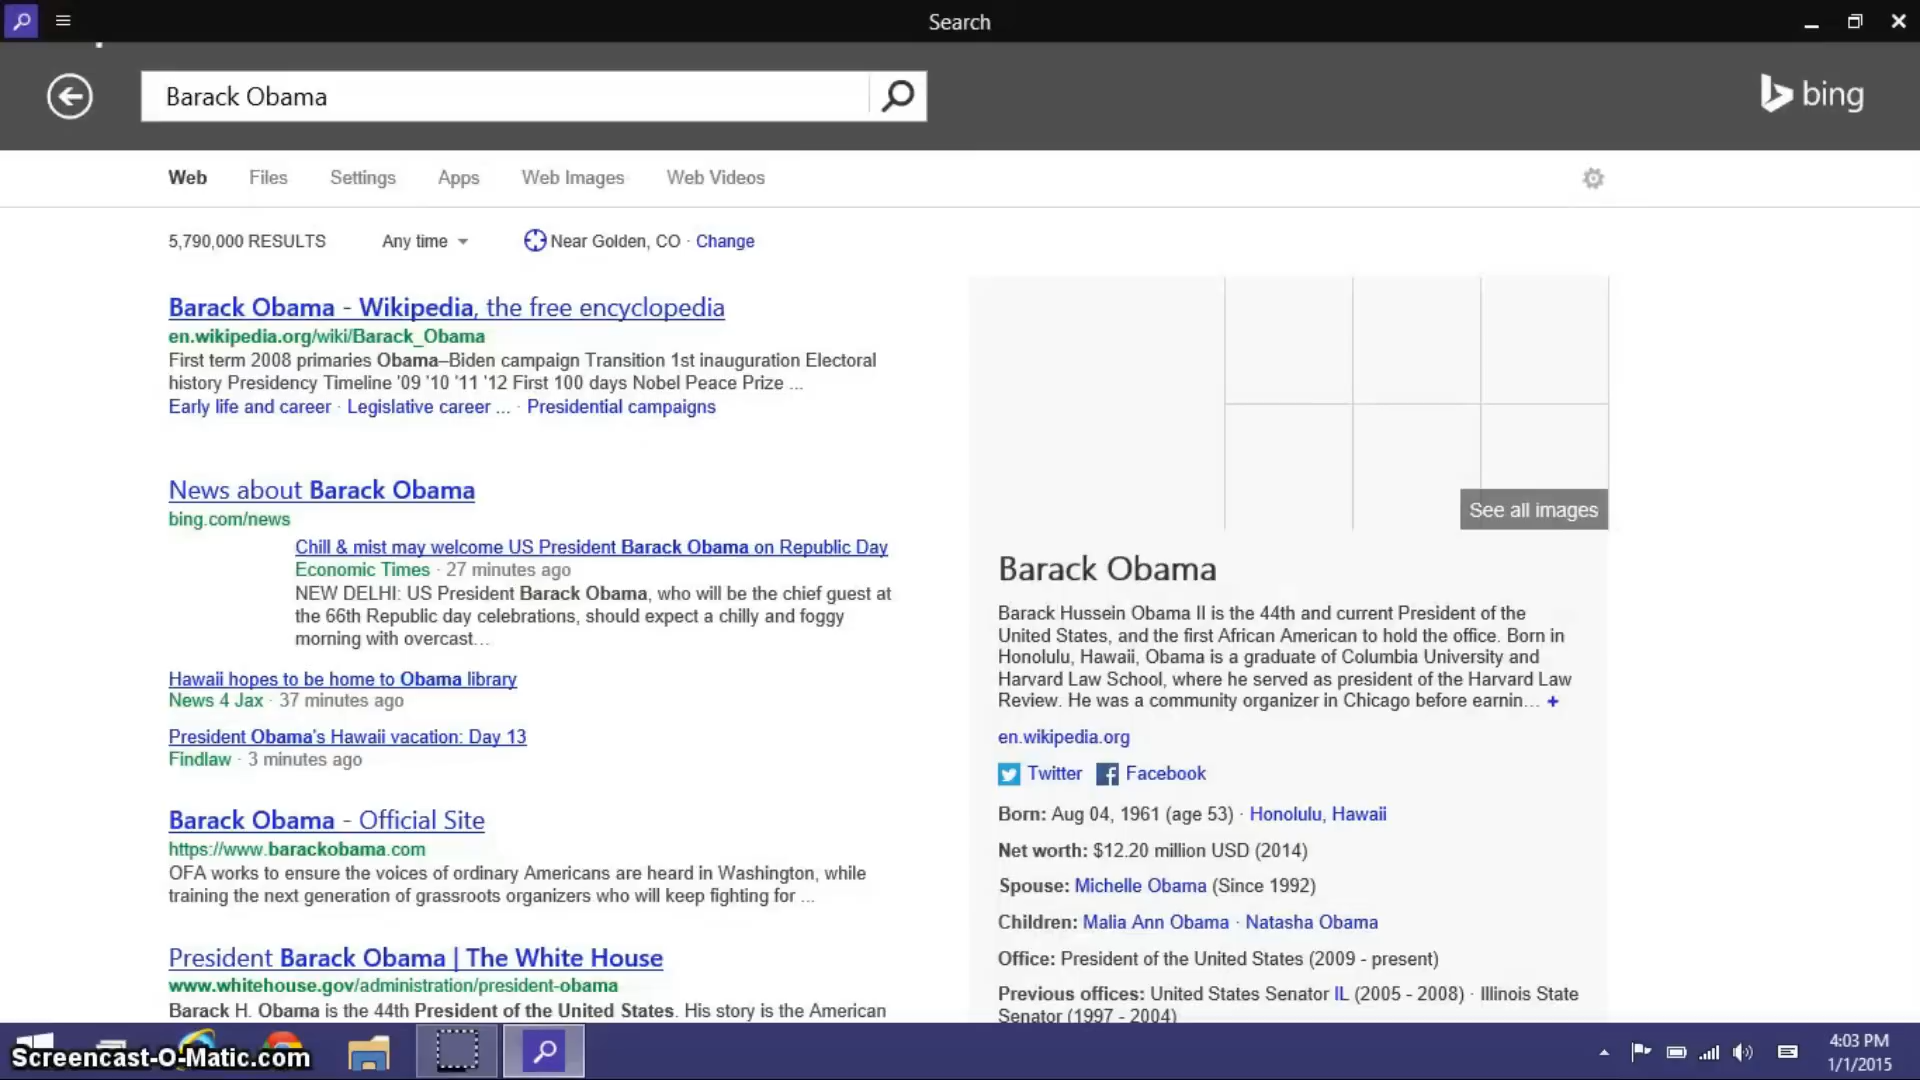 Search
Barack Obama
bing
Web Files Settings Apps Web Images Web Videos
5,790,000 RESULTS Any time Near Golden, CO · Change
Barack Obama - Wikipedia, the free encyclopedia
en.wikipedia.org/wiki/Barack_Obama
First term 2008 primaries Obama–Biden campaign Transition 1st inauguration Electoral
history Presidency Timeline '09 '10 '11 '12 First 100 days Nobel Peace Prize ...
Early life and career · Legislative career ... · Presidential campaigns
News about Barack Obama
bing.com/news
Chill & mist may welcome US President Barack Obama on Republic Day
Economic Times · 27 minutes ago
NEW DELHI: US President Barack Obama, who will be the chief guest at
the 66th Republic day celebrations, should expect a chilly and foggy
morning with overcast...
Hawaii hopes to be home to Obama library
News 4 Jax · 37 minutes ago
President Obama's Hawaii vacation: Day 13
Findlaw · 3 minutes ago
Barack Obama - Official Site
https://www.barackobama.com
OFA works to ensure the voices of ordinary Americans are heard in Washington, while
training the next generation of grassroots organizers who will keep fighting for ...
President Barack Obama | The White House
www.whitehouse.gov/administration/president-obama
Barack H. Obama is the 44th President of the United States. His story is the American
See all images
Barack Obama
Barack Hussein Obama II is the 44th and current President of the
United States, and the first African American to hold the office. Born in
Honolulu, Hawaii, Obama is a graduate of Columbia University and
Harvard Law School, where he served as president of the Harvard Law
Review. He was a community organizer in Chicago before earnin... +
en.wikipedia.org
Twitter Facebook
Born: Aug 04, 1961 (age 53) · Honolulu, Hawaii
Net worth: $12.20 million USD (2014)
Spouse: Michelle Obama (Since 1992)
Children: Malia Ann Obama · Natasha Obama
Office: President of the United States (2009 - present)
Previous offices: United States Senator IL (2005 - 2008) · Illinois State
Senator (1997 - 2004)
Screencast-O-Matic.com
4:03 PM
1/1/2015